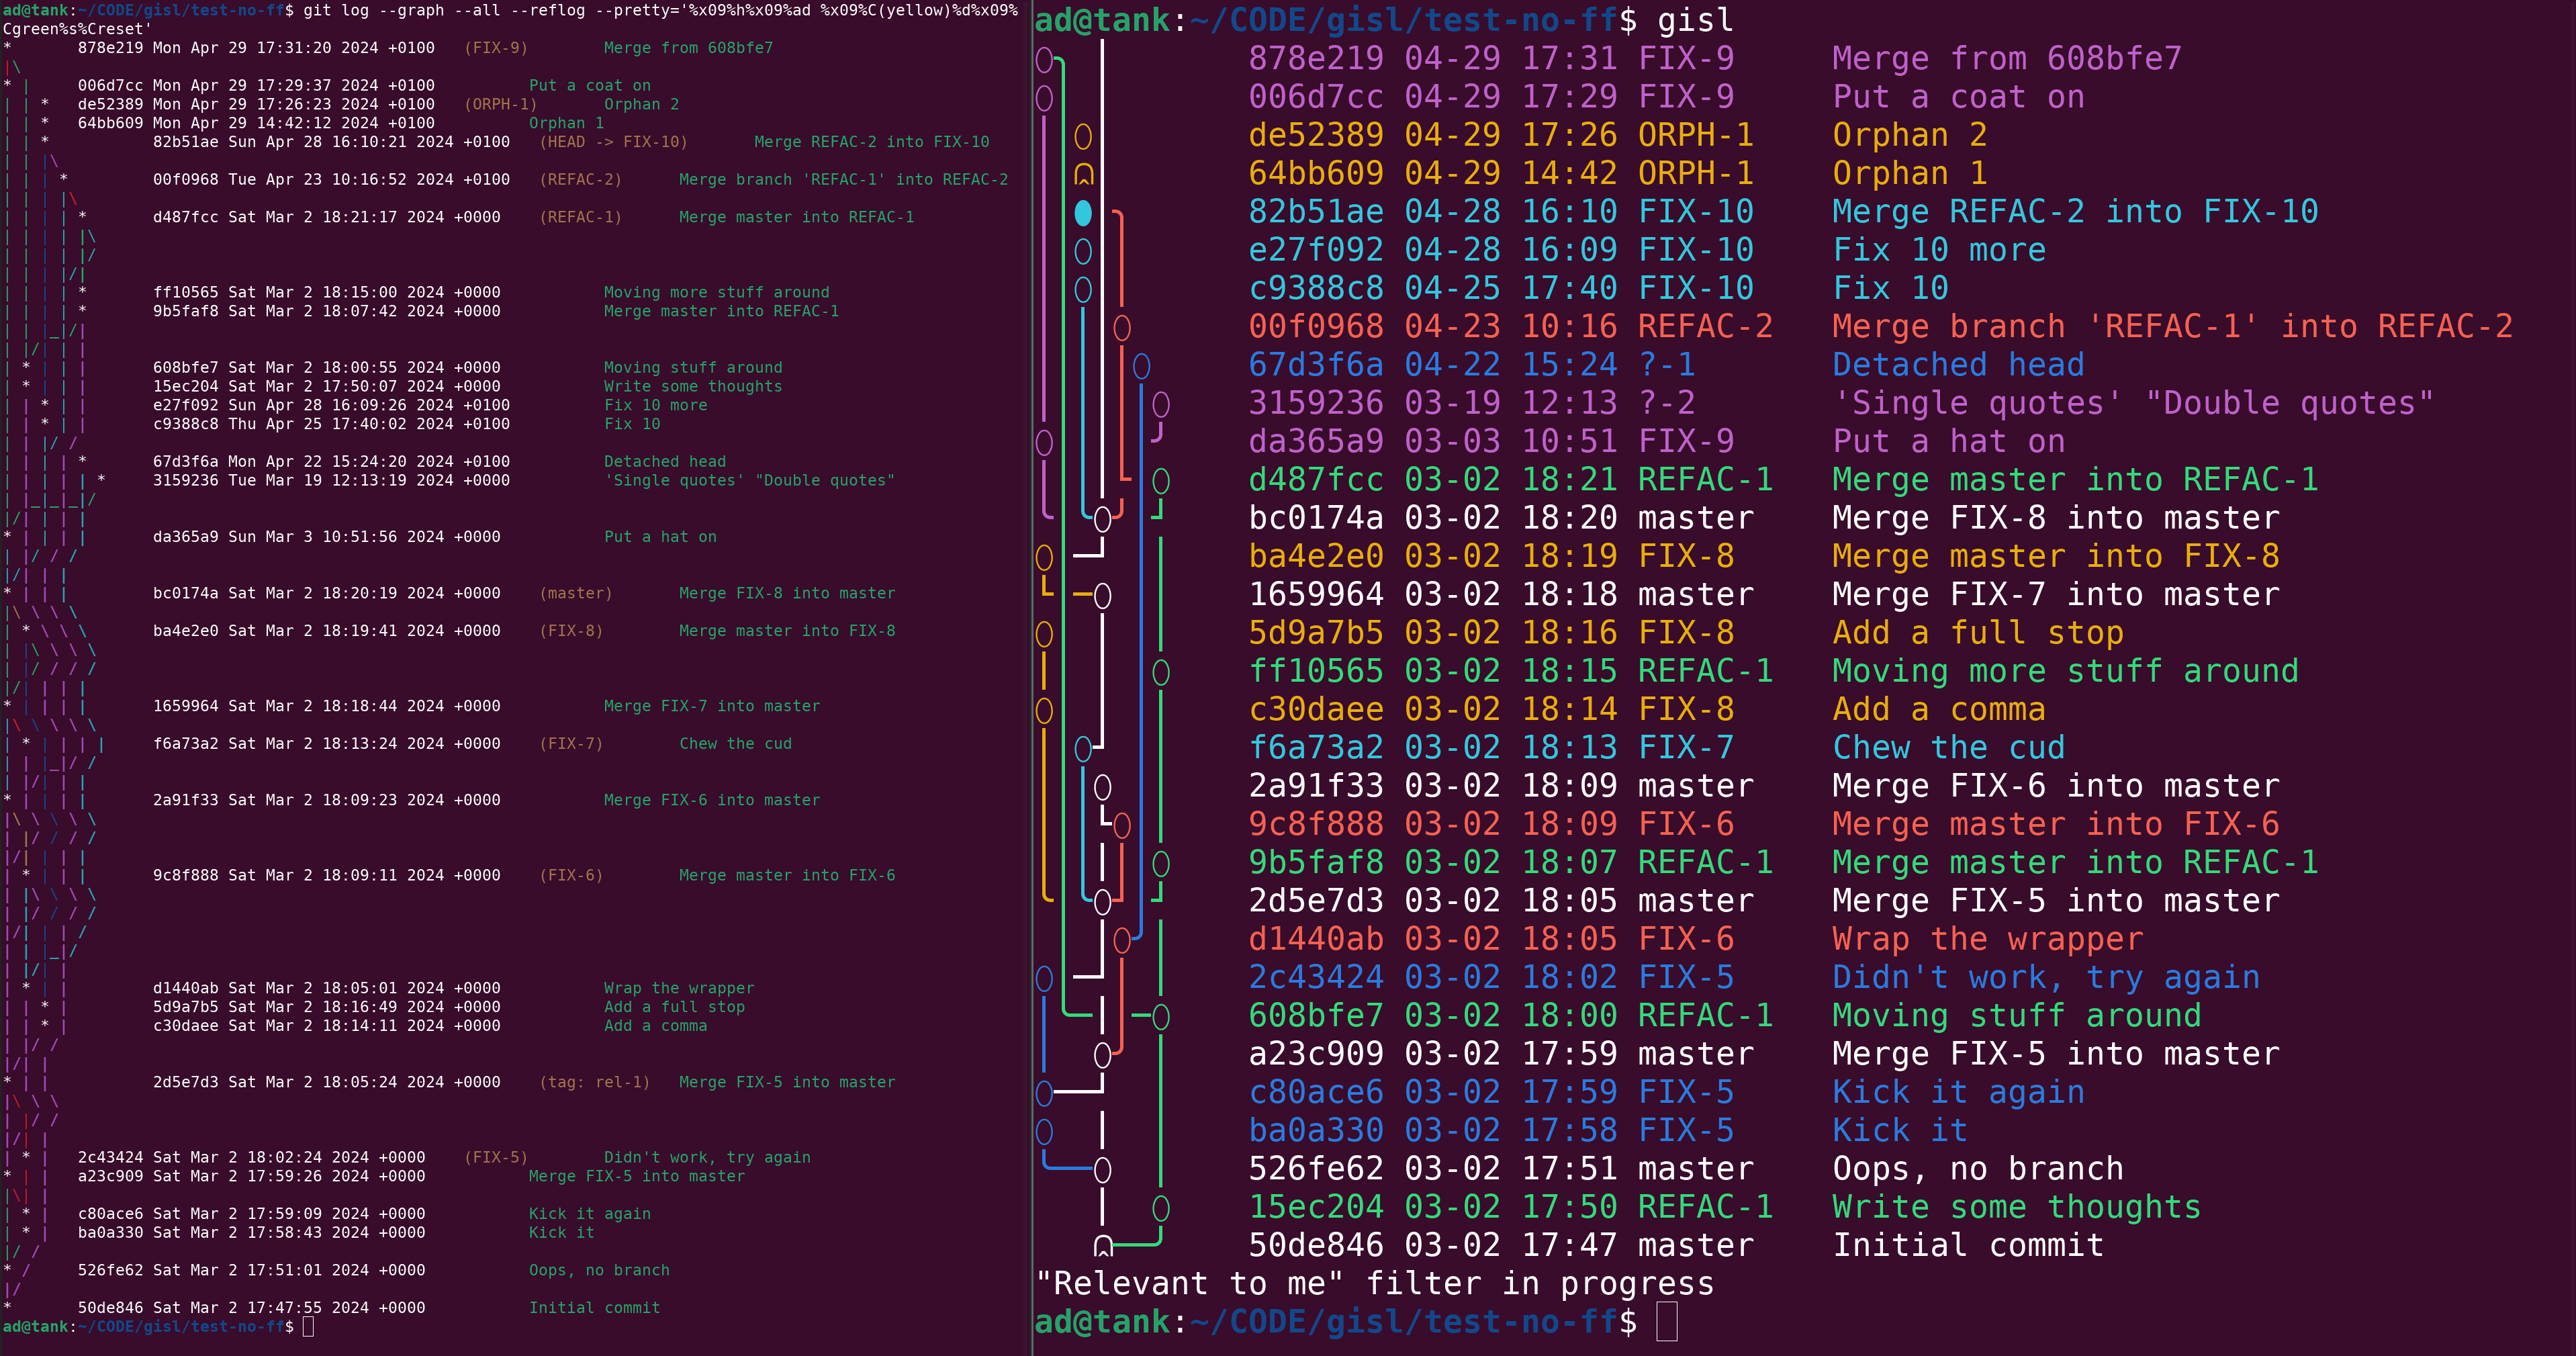 ad@tank:~/CODE/gisl/test-no-ff$ git log --graph --all --reflog --pretty='%x09%h%x09%ad %x09%C(yellow)%d%x09%
Cgreen%s%Creset'
* 878e219 Mon Apr 29 17:31:20 2024 +0100 (FIX-9) Merge from 608bfe7
* 006d7cc Mon Apr 29 17:29:37 2024 +0100 Put a coat on
* de52389 Mon Apr 29 17:26:23 2024 +0100 (ORPH-1) Orphan 2
* 64bb609 Mon Apr 29 14:42:12 2024 +0100 Orphan 1
* 82b51ae Sun Apr 28 16:10:21 2024 +0100 (HEAD -> FIX-10) Merge REFAC-2 into FIX-10
* 00f0968 Tue Apr 23 10:16:52 2024 +0100 (REFAC-2) Merge branch 'REFAC-1' into REFAC-2
* d487fcc Sat Mar 2 18:21:17 2024 +0000 (REFAC-1) Merge master into REFAC-1
* ff10565 Sat Mar 2 18:15:00 2024 +0000 Moving more stuff around
* 9b5faf8 Sat Mar 2 18:07:42 2024 +0000 Merge master into REFAC-1
* 608bfe7 Sat Mar 2 18:00:55 2024 +0000 Moving stuff around
* 15ec204 Sat Mar 2 17:50:07 2024 +0000 Write some thoughts
* e27f092 Sun Apr 28 16:09:26 2024 +0100 Fix 10 more
* c9388c8 Thu Apr 25 17:40:02 2024 +0100 Fix 10
* 67d3f6a Mon Apr 22 15:24:20 2024 +0100 Detached head
* 3159236 Tue Mar 19 12:13:19 2024 +0000 'Single quotes' "Double quotes"
* da365a9 Sun Mar 3 10:51:56 2024 +0000 Put a hat on
* bc0174a Sat Mar 2 18:20:19 2024 +0000 (master) Merge FIX-8 into master
* ba4e2e0 Sat Mar 2 18:19:41 2024 +0000 (FIX-8) Merge master into FIX-8
* 1659964 Sat Mar 2 18:18:44 2024 +0000 Merge FIX-7 into master
* f6a73a2 Sat Mar 2 18:13:24 2024 +0000 (FIX-7) Chew the cud
* 2a91f33 Sat Mar 2 18:09:23 2024 +0000 Merge FIX-6 into master
* 9c8f888 Sat Mar 2 18:09:11 2024 +0000 (FIX-6) Merge master into FIX-6
* d1440ab Sat Mar 2 18:05:01 2024 +0000 Wrap the wrapper
* 5d9a7b5 Sat Mar 2 18:16:49 2024 +0000 Add a full stop
* c30daee Sat Mar 2 18:14:11 2024 +0000 Add a comma
* 2d5e7d3 Sat Mar 2 18:05:24 2024 +0000 (tag: rel-1) Merge FIX-5 into master
* 2c43424 Sat Mar 2 18:02:24 2024 +0000 (FIX-5) Didn't work, try again
* a23c909 Sat Mar 2 17:59:26 2024 +0000 Merge FIX-5 into master
* c80ace6 Sat Mar 2 17:59:09 2024 +0000 Kick it again
* ba0a330 Sat Mar 2 17:58:43 2024 +0000 Kick it
* 526fe62 Sat Mar 2 17:51:01 2024 +0000 Oops, no branch
* 50de846 Sat Mar 2 17:47:55 2024 +0000 Initial commit
ad@tank:~/CODE/gisl/test-no-ff$
ad@tank:~/CODE/gisl/test-no-ff$ gisl
878e219 04-29 17:31 FIX-9 Merge from 608bfe7
006d7cc 04-29 17:29 FIX-9 Put a coat on
de52389 04-29 17:26 ORPH-1 Orphan 2
64bb609 04-29 14:42 ORPH-1 Orphan 1
82b51ae 04-28 16:10 FIX-10 Merge REFAC-2 into FIX-10
e27f092 04-28 16:09 FIX-10 Fix 10 more
c9388c8 04-25 17:40 FIX-10 Fix 10
00f0968 04-23 10:16 REFAC-2 Merge branch 'REFAC-1' into REFAC-2
67d3f6a 04-22 15:24 ?-1 Detached head
3159236 03-19 12:13 ?-2 'Single quotes' "Double quotes"
da365a9 03-03 10:51 FIX-9 Put a hat on
d487fcc 03-02 18:21 REFAC-1 Merge master into REFAC-1
bc0174a 03-02 18:20 master Merge FIX-8 into master
ba4e2e0 03-02 18:19 FIX-8 Merge master into FIX-8
1659964 03-02 18:18 master Merge FIX-7 into master
5d9a7b5 03-02 18:16 FIX-8 Add a full stop
ff10565 03-02 18:15 REFAC-1 Moving more stuff around
c30daee 03-02 18:14 FIX-8 Add a comma
f6a73a2 03-02 18:13 FIX-7 Chew the cud
2a91f33 03-02 18:09 master Merge FIX-6 into master
9c8f888 03-02 18:09 FIX-6 Merge master into FIX-6
9b5faf8 03-02 18:07 REFAC-1 Merge master into REFAC-1
2d5e7d3 03-02 18:05 master Merge FIX-5 into master
d1440ab 03-02 18:05 FIX-6 Wrap the wrapper
2c43424 03-02 18:02 FIX-5 Didn't work, try again
608bfe7 03-02 18:00 REFAC-1 Moving stuff around
a23c909 03-02 17:59 master Merge FIX-5 into master
c80ace6 03-02 17:59 FIX-5 Kick it again
ba0a330 03-02 17:58 FIX-5 Kick it
526fe62 03-02 17:51 master Oops, no branch
15ec204 03-02 17:50 REFAC-1 Write some thoughts
50de846 03-02 17:47 master Initial commit
"Relevant to me" filter in progress
ad@tank:~/CODE/gisl/test-no-ff$